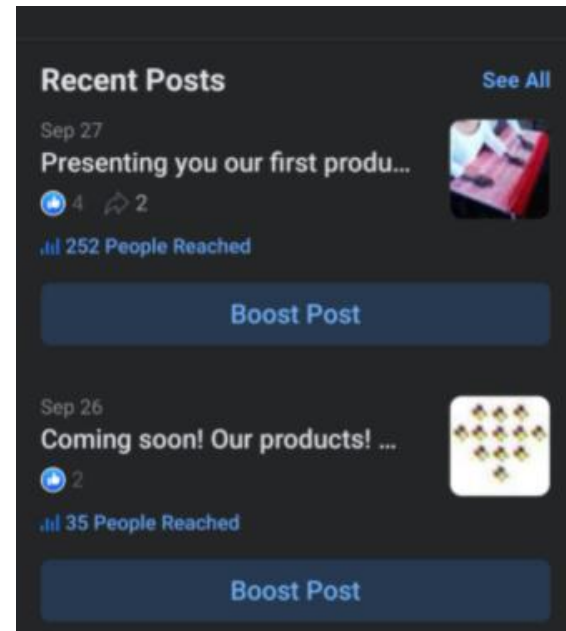 Recent Posts
See All
Sep 27
Presenting you our first produ...
4 2
252 People Reached
Boost Post
Sep 26
Coming soon! Our products! ...
2
35 People Reached
Boost Post